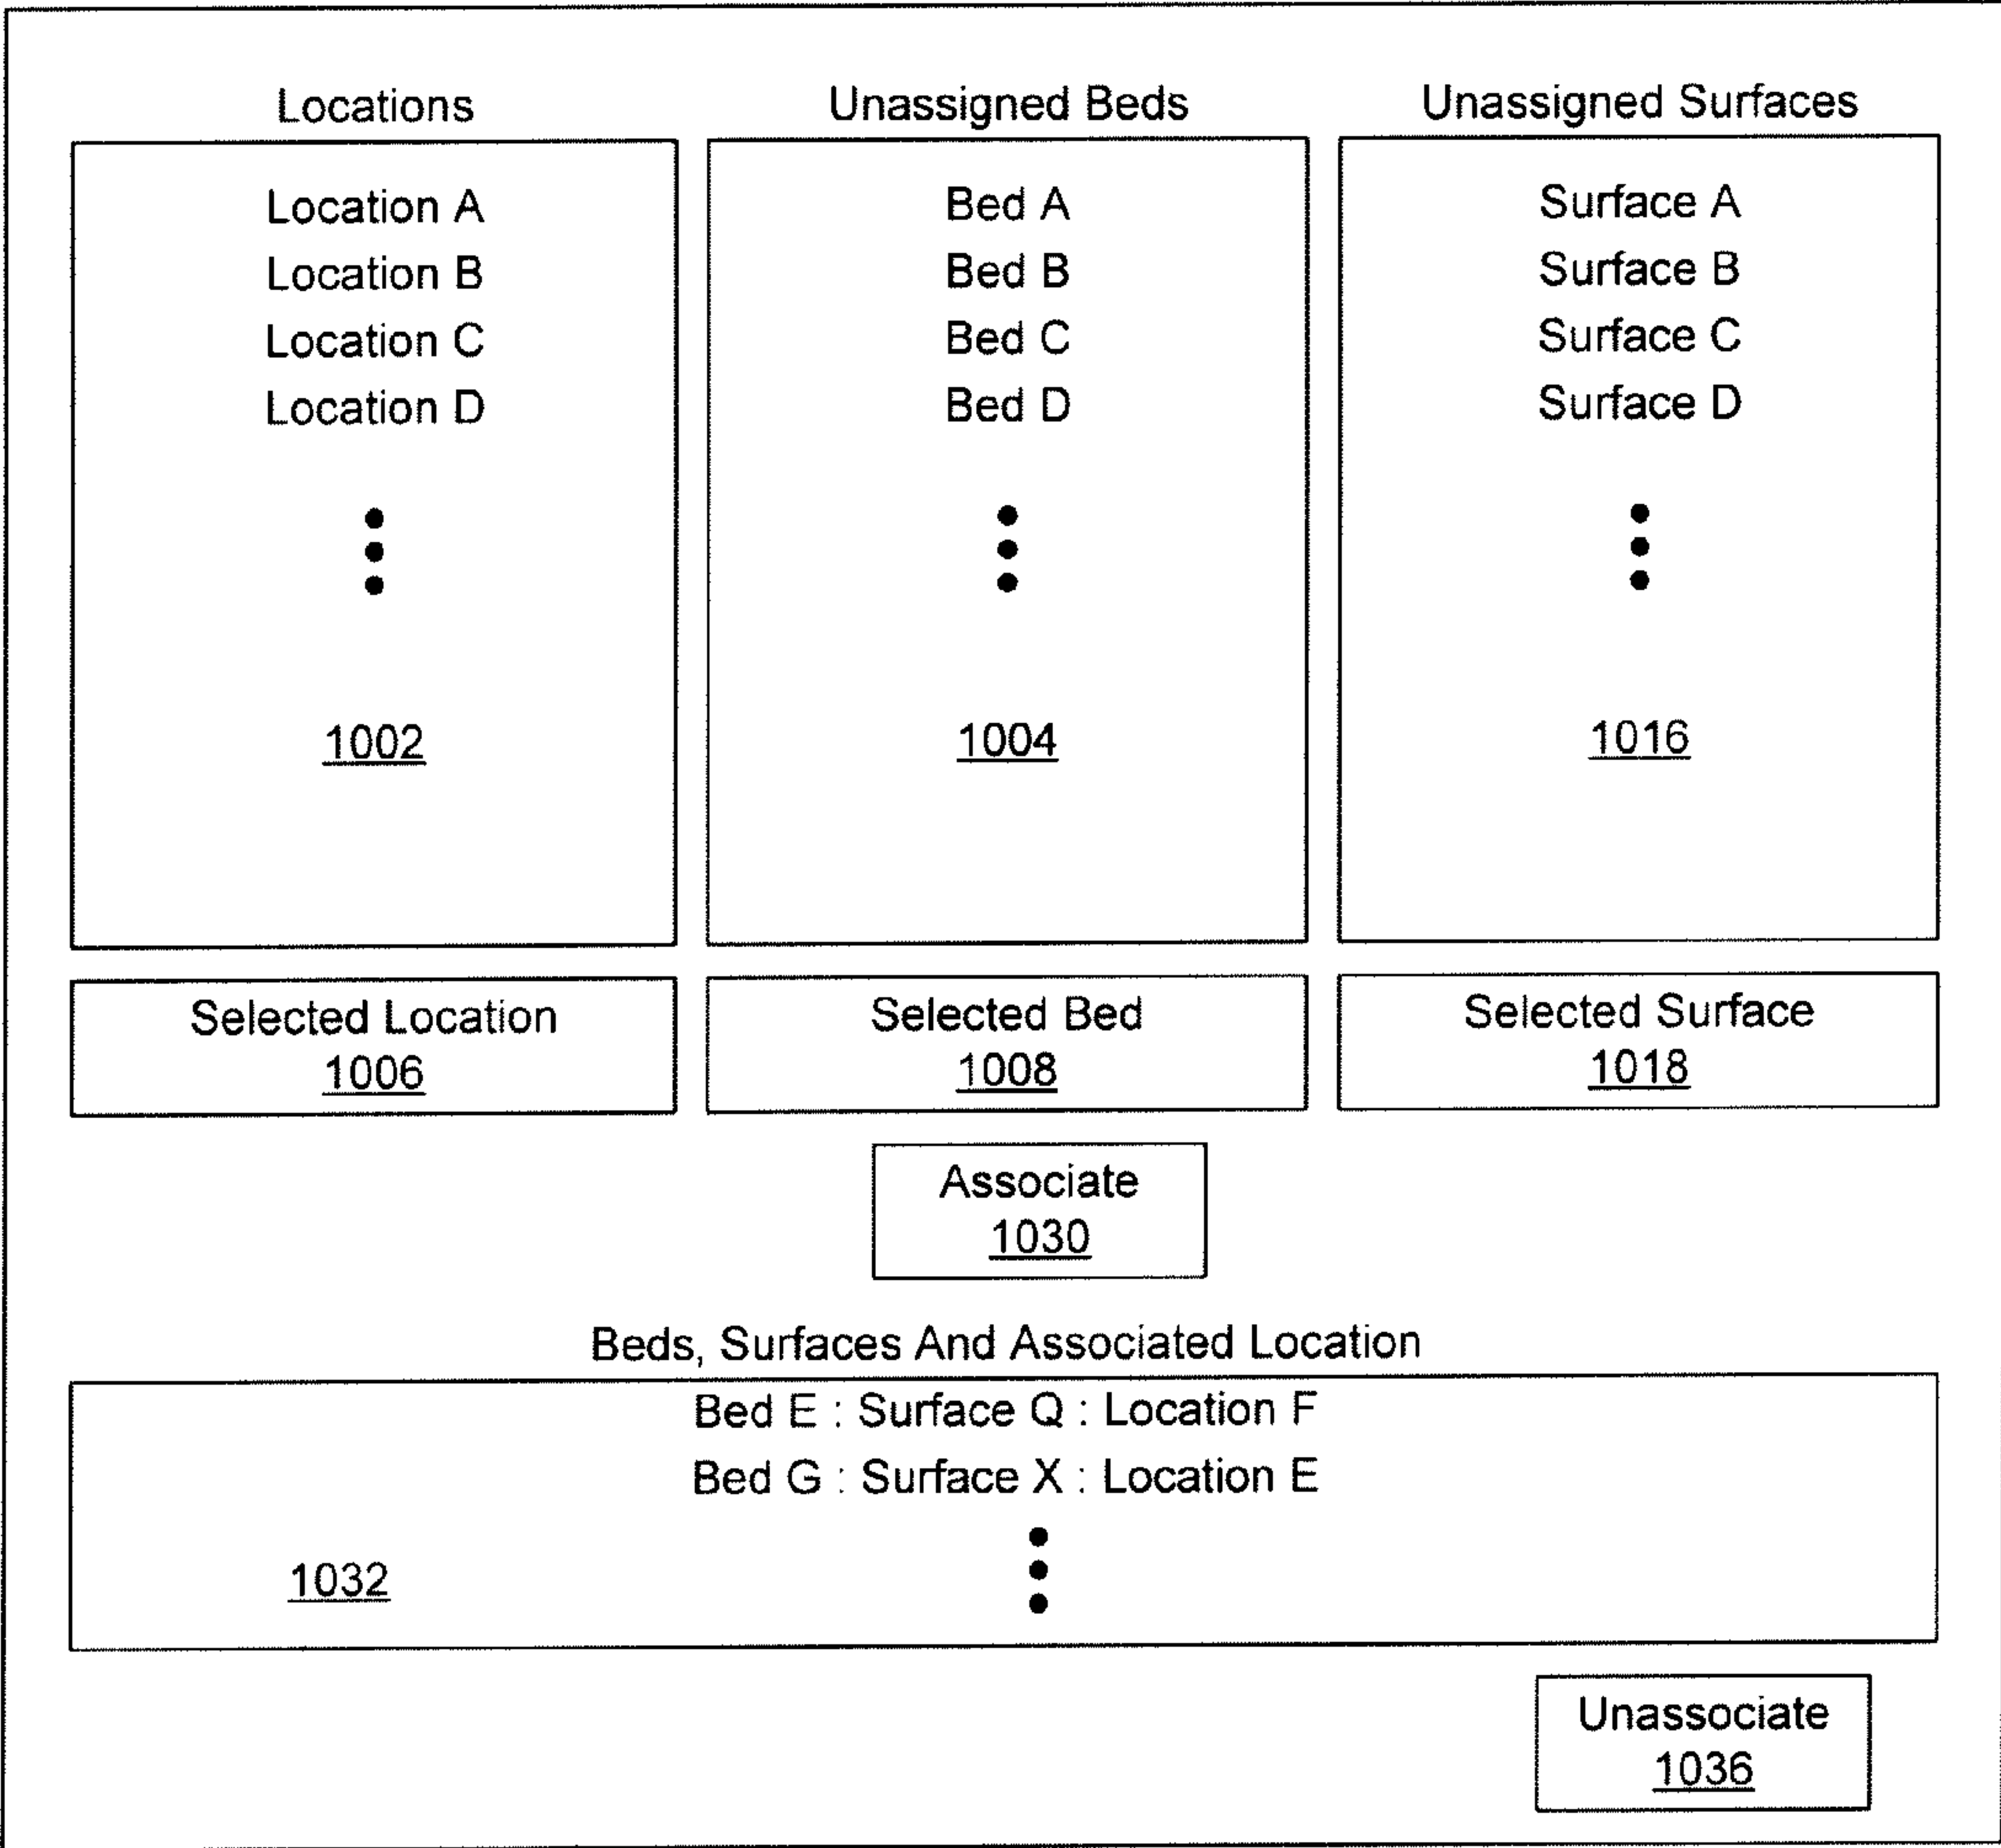 Locations
Location A
Location B
Location C
Location D
1002
Unassigned Beds
Bed A
Bed B
Bed C
Bed D
1004
Unassigned Surfaces
Surface A
Surface B
Surface C
Surface D
1016
Selected Location
1006
Selected Bed
1008
Selected Surface
1018
Associate
1030
Beds, Surfaces And Associated Location
Bed E : Surface Q : Location F
Bed G : Surface X : Location E
1032
Unassociate
1036